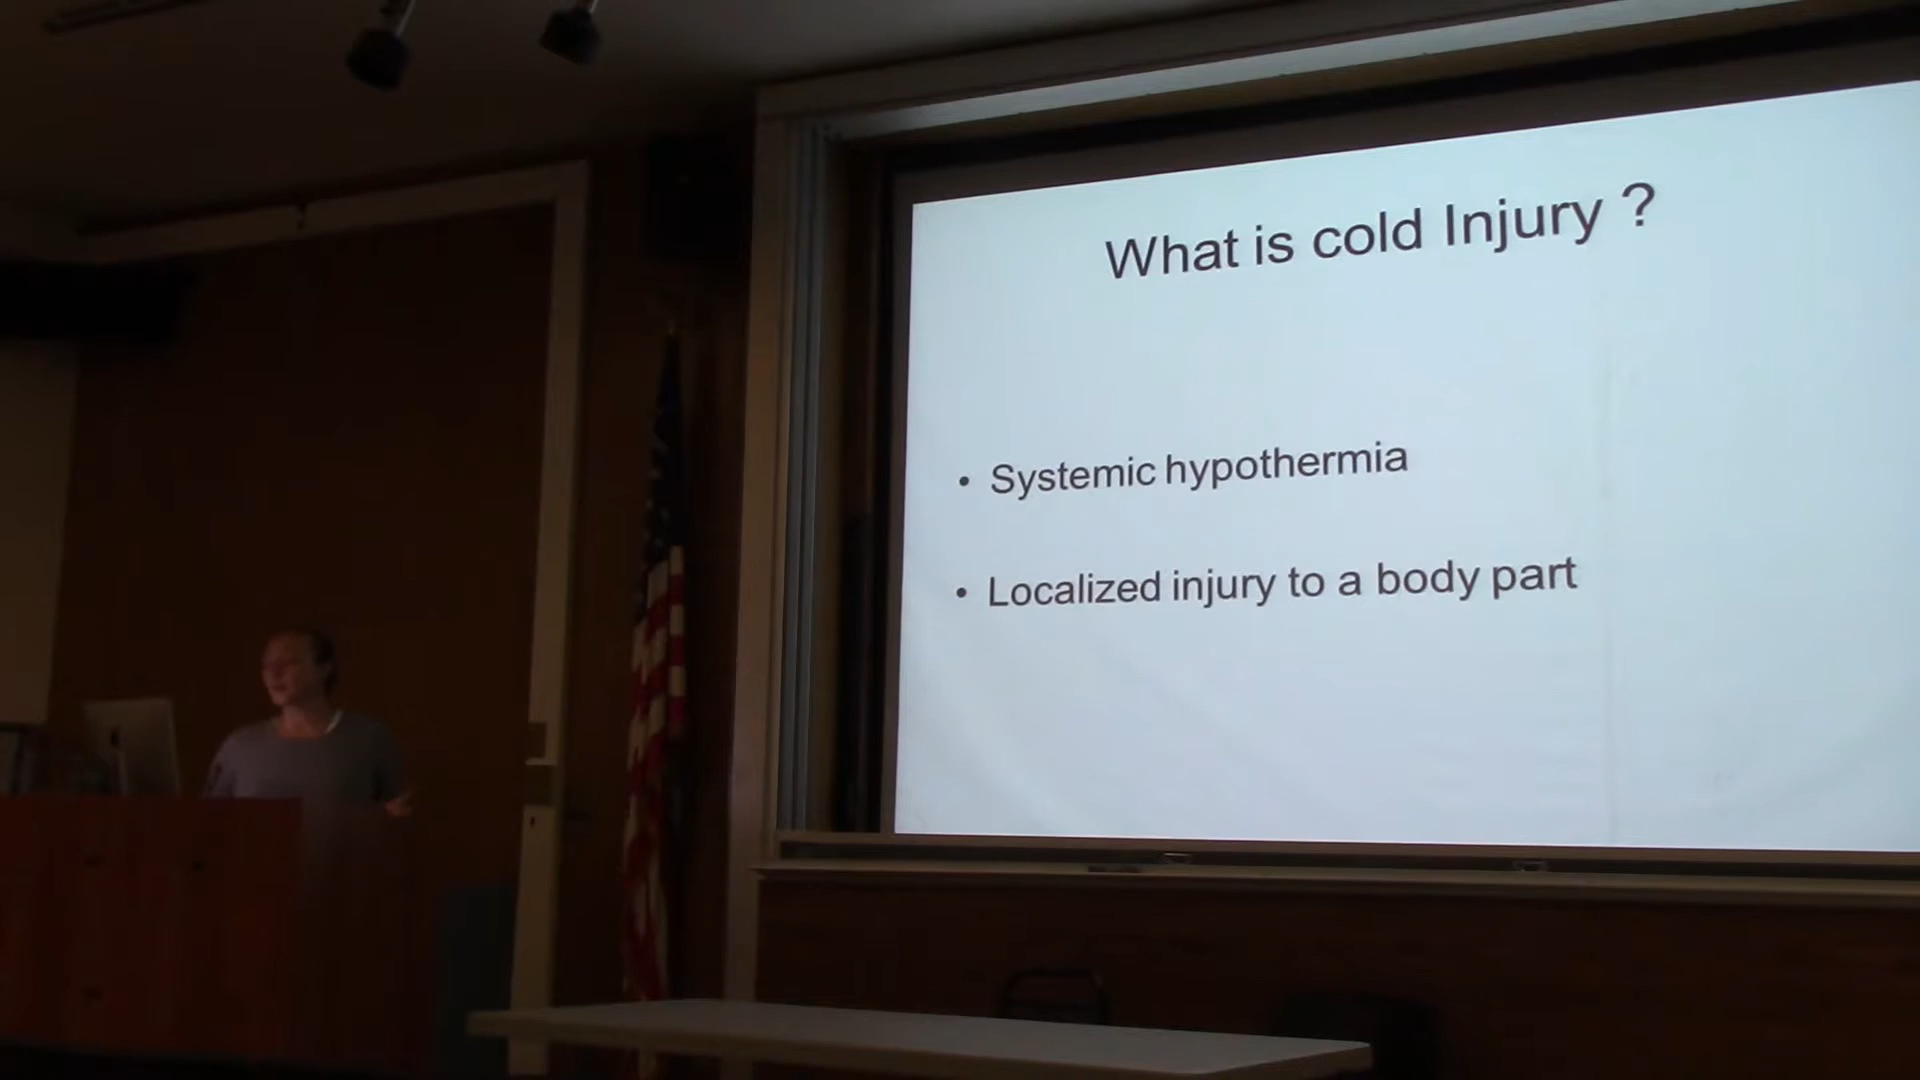 What is cold Injury ?
• Systemic hypothermia
• Localized injury to a body part